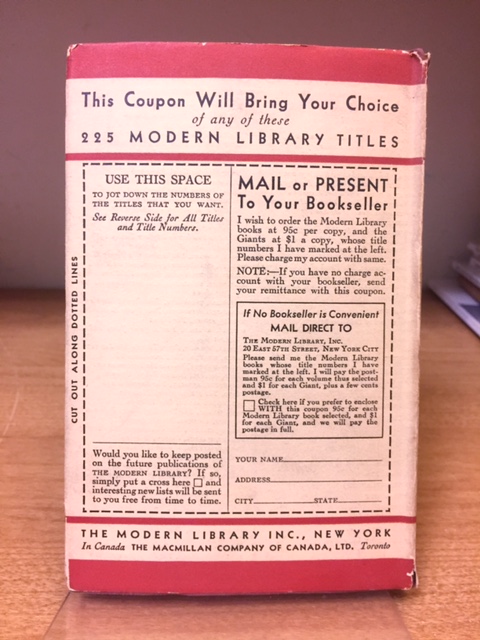 This Coupon Will Bring Your Choice
of any of these
225 MODERN LIBRARY TITLES
CUT OUT ALONG DOTTED LINES
USE THIS SPACE
TO JOT DOWN THE NUMBERS OF
THE TITLES THAT YOU WANT.
See Reverse Side for All Titles
and Title Numbers.
Would you like to keep posted
on the future publications of
THE MODERN LIBRARY? If so,
simply put a cross here □ and
interesting new lists will be sent
to you free from time to time.
MAIL or PRESENT
To Your Bookseller
I wish to order the Modern Library
books at 95c per copy, and the
Giants at $1 a copy, whose title
numbers I have marked at the left.
Please charge my account with same.
NOTE:—If you have no charge ac-
count with your bookseller, send
your remittance with this coupon.
If No Bookseller is Convenient
MAIL DIRECT TO
THE MODERN LIBRARY, INC.
20 EAST 57TH STREET, NEW YORK CITY
Please send me the Modern Library
books whose title numbers I have
marked at the left. I will pay the post-
man 95c for each volume thus selected
and $1 for each Giant, plus a few cents
postage.
□ Check here if you prefer to enclose
WITH this coupon 95c for each
Modern Library book selected, and $1
for each Giant, and we will pay the
postage in full.
YOUR NAME
ADDRESS
CITY STATE
THE MODERN LIBRARY INC., NEW YORK
In Canada THE MACMILLAN COMPANY OF CANADA, LTD. Toronto